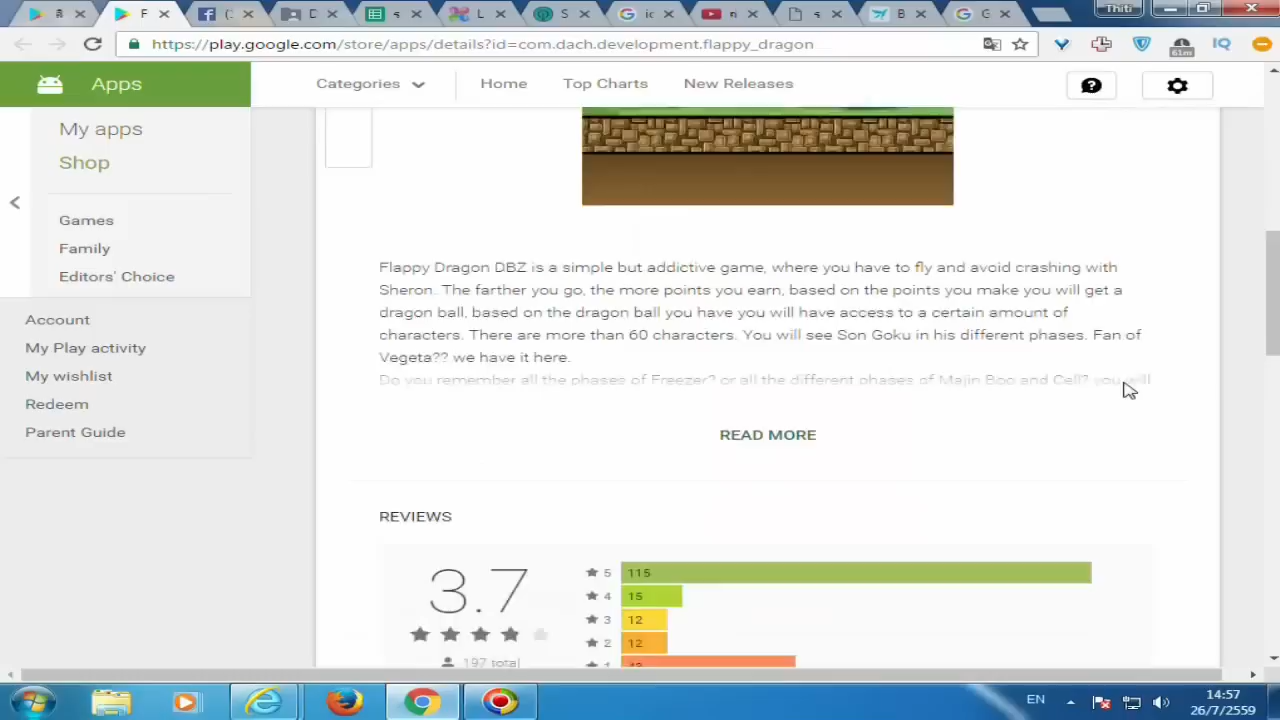 Thiti
https://play.google.com/store/apps/details?id=com.dach.development.flappy_dragon
61m
IQ
Apps
Categories
Home
Top Charts
New Releases
My apps
Shop
Games
Family
Editors' Choice
Account
My Play activity
My wishlist
Redeem
Parent Guide
Flappy Dragon DBZ is a simple but addictive game, where you have to fly and avoid crashing with
Sheron. The farther you go, the more points you earn, based on the points you make you will get a
dragon ball, based on the dragon ball you have you will have access to a certain amount of
characters. There are more than 60 characters. You will see Son Goku in his different phases. Fan of
Vegeta?? we have it here.
Do you remember all the phases of Freezer? or all the different phases of Majin Boo and Cell? you will
READ MORE
REVIEWS
3.7
197 total
5 115
4 15
3 12
2 12
EN
14:57
26/7/2559